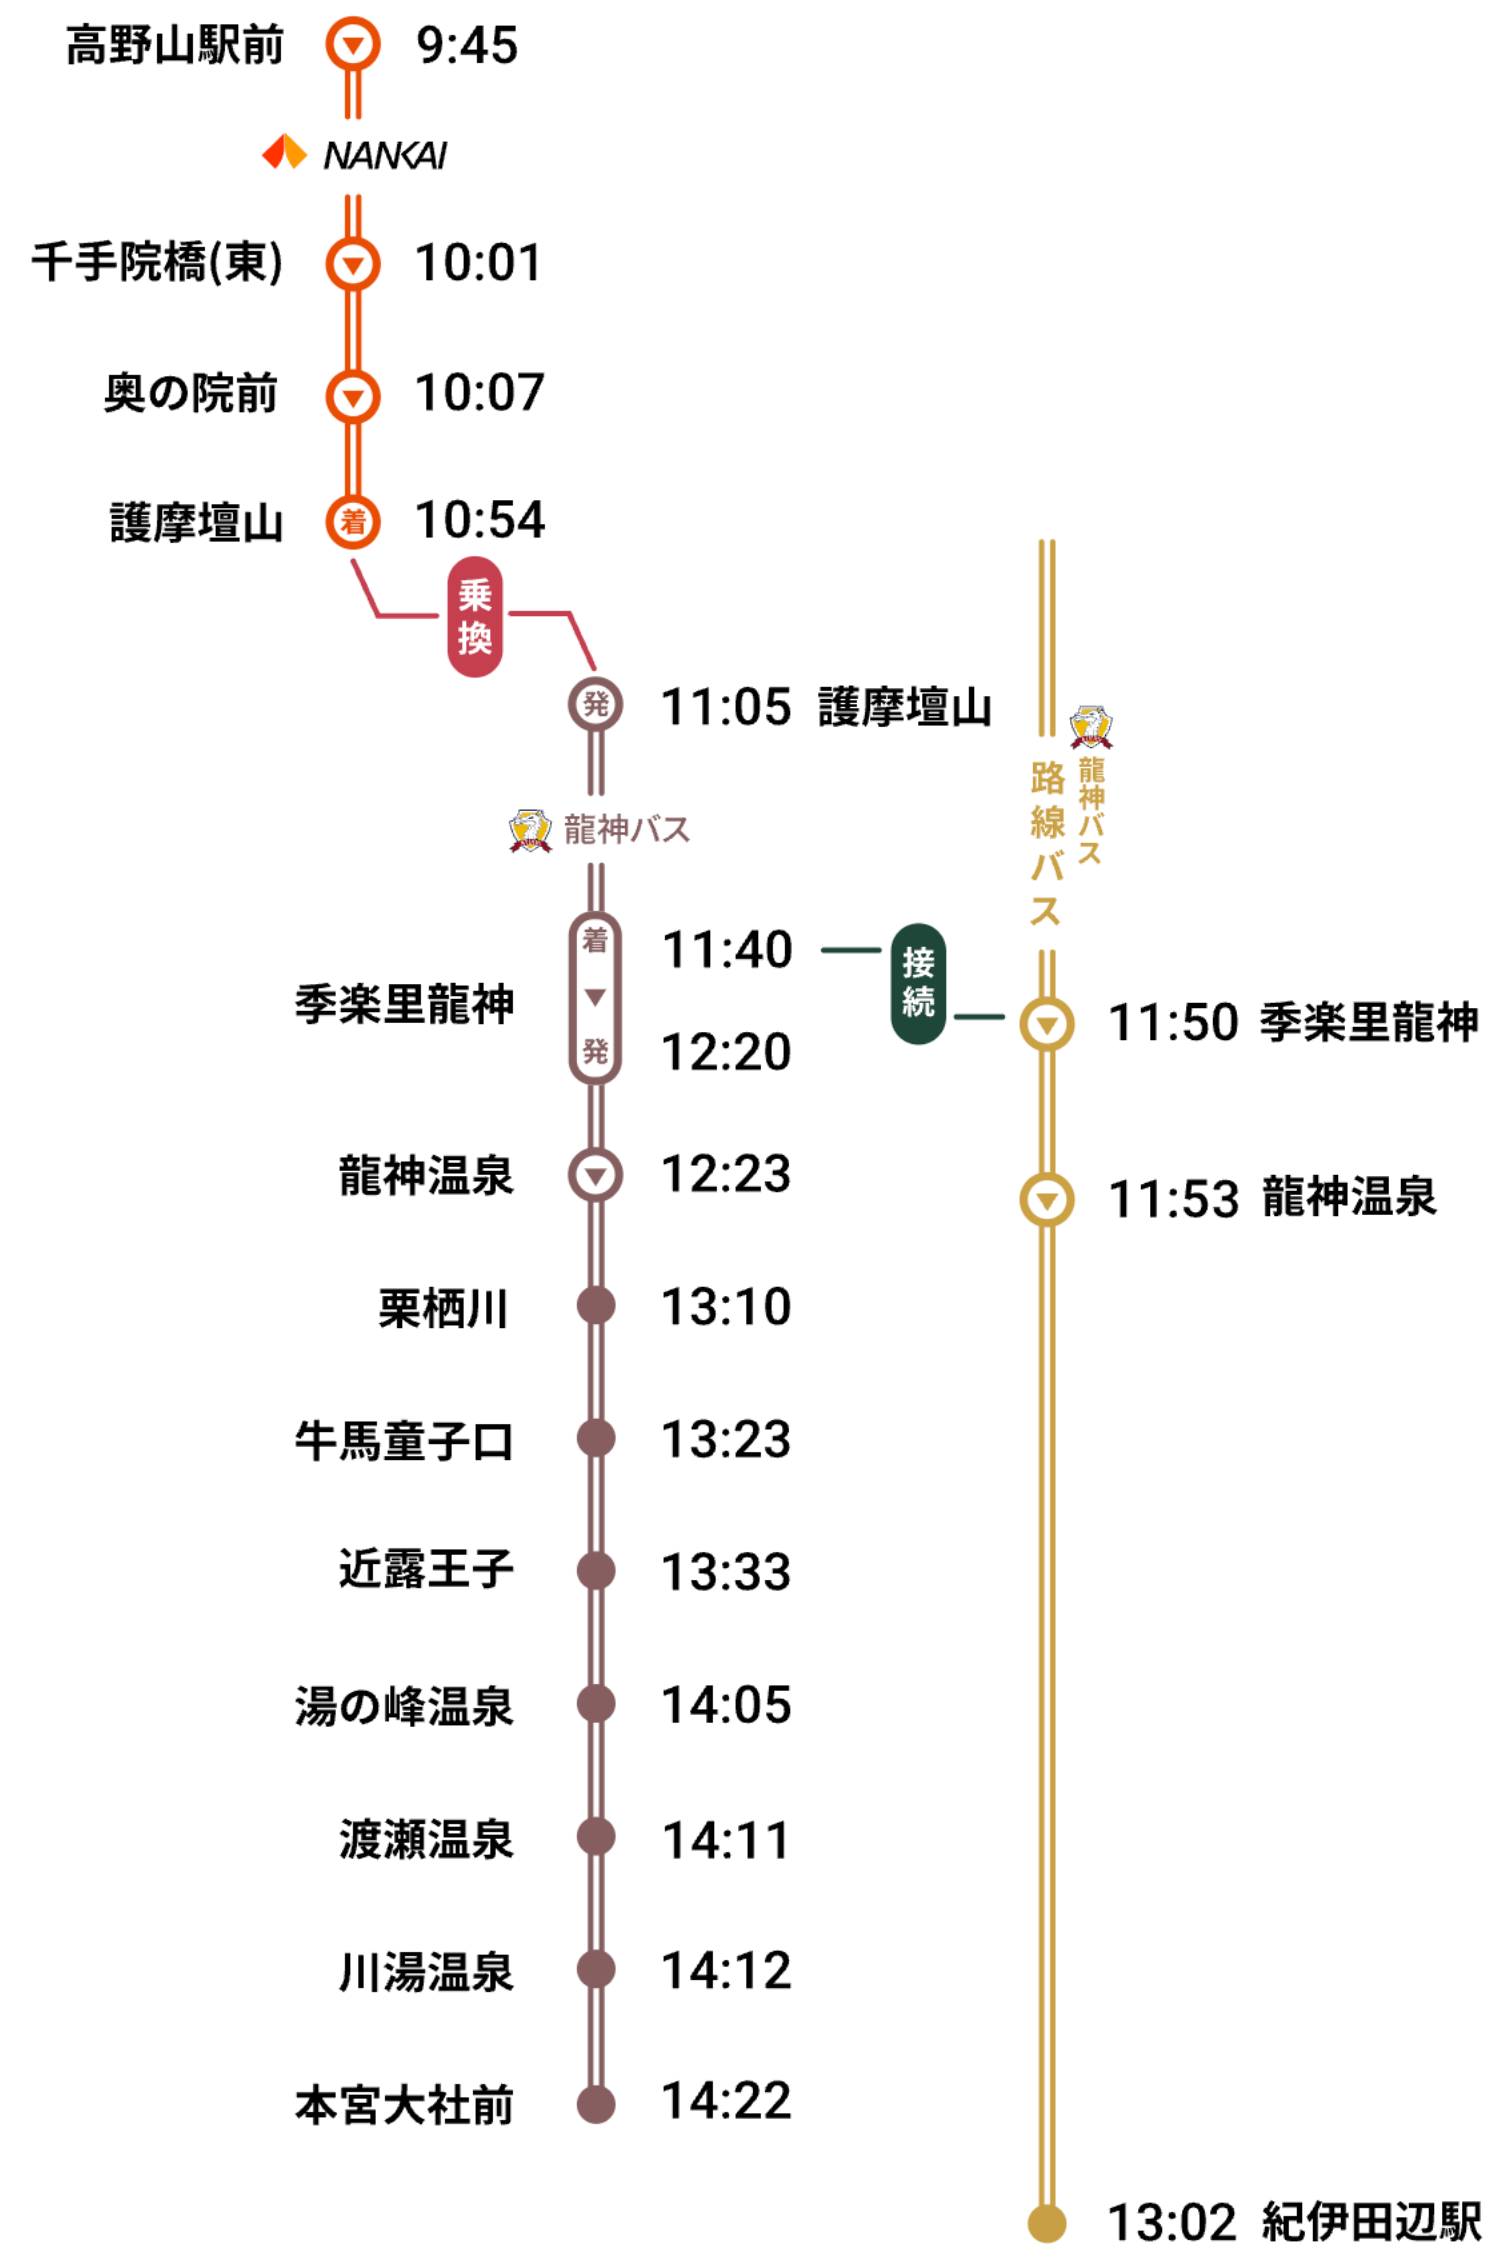 高野山駅前 9:45
NANKAI
千手院橋(東) 10:01
奥の院前 10:07
護摩壇山 着 10:54
乗換
発 11:05 護摩壇山
龍神バス
路線バス
龍神バス
季楽里龍神
着 11:40
発 12:20
接続
11:50 季楽里龍神
龍神温泉 12:23
11:53 龍神温泉
栗栖川 13:10
牛馬童子口 13:23
近露王子 13:33
湯の峰温泉 14:05
渡瀬温泉 14:11
川湯温泉 14:12
本宮大社前 14:22
13:02 紀伊田辺駅